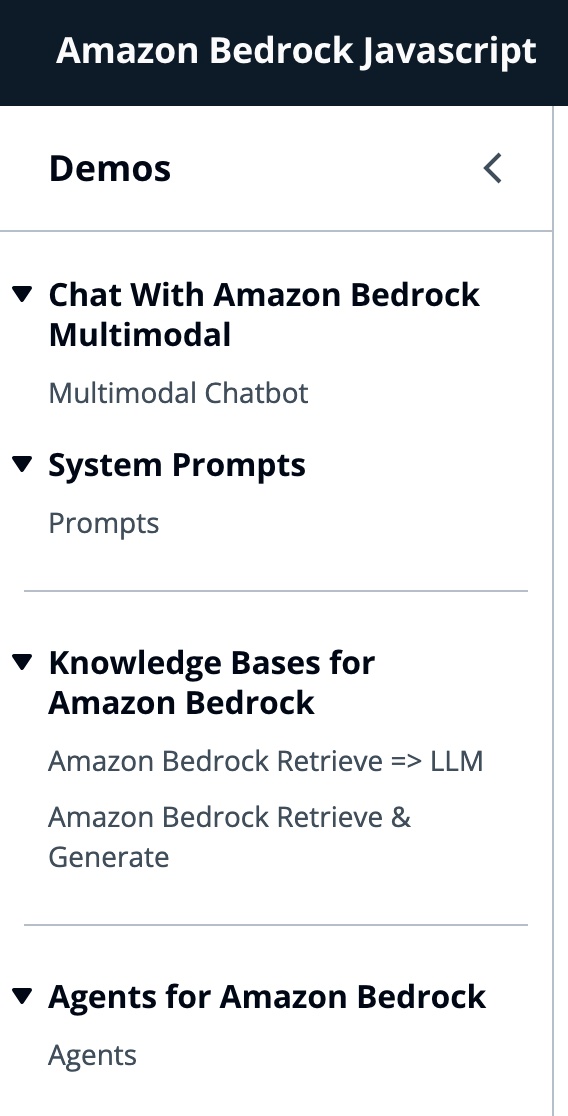 Amazon Bedrock Javascript
Demos
Chat With Amazon Bedrock
Multimodal
Multimodal Chatbot
System Prompts
Prompts
Knowledge Bases for
Amazon Bedrock
Amazon Bedrock Retrieve => LLM
Amazon Bedrock Retrieve &
Generate
Agents for Amazon Bedrock
Agents